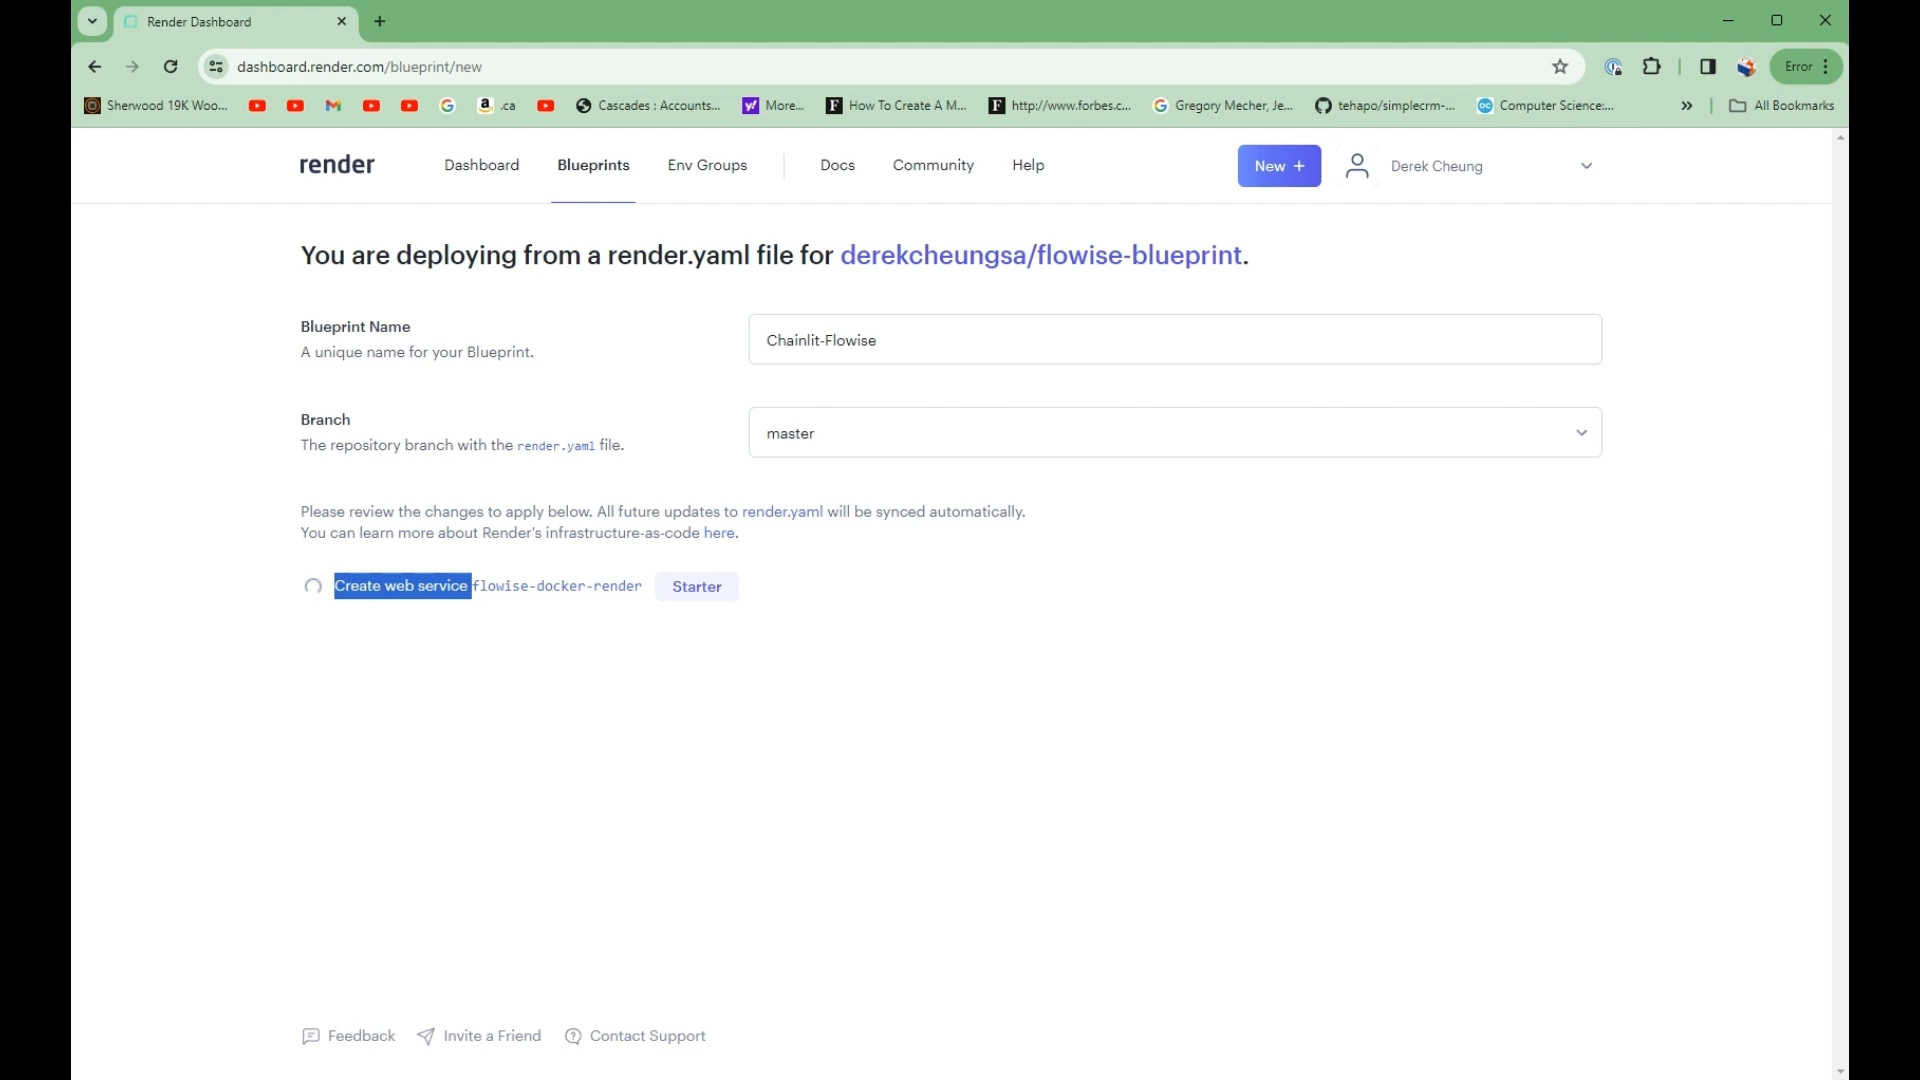 Render Dashboard
dashboard.render.com/blueprint/new
Error
Sherwood 19K Woo...
.ca
Cascades : Accounts...
More...
How To Create A M...
http://www.forbes.c...
Gregory Mecher, Je...
tehapo/simplecrm-...
Computer Science:...
All Bookmarks
render
Dashboard
Blueprints
Env Groups
Docs
Community
Help
New +
Derek Cheung
You are deploying from a render.yaml file for derekcheungsa/flowise-blueprint.
Blueprint Name
A unique name for your Blueprint.
Chainlit-Flowise
Branch
The repository branch with the render.yaml file.
master
Please review the changes to apply below. All future updates to render.yaml will be synced automatically.
You can learn more about Render's infrastructure-as-code here.
Create web service flowise-docker-render Starter
Feedback
Invite a Friend
Contact Support